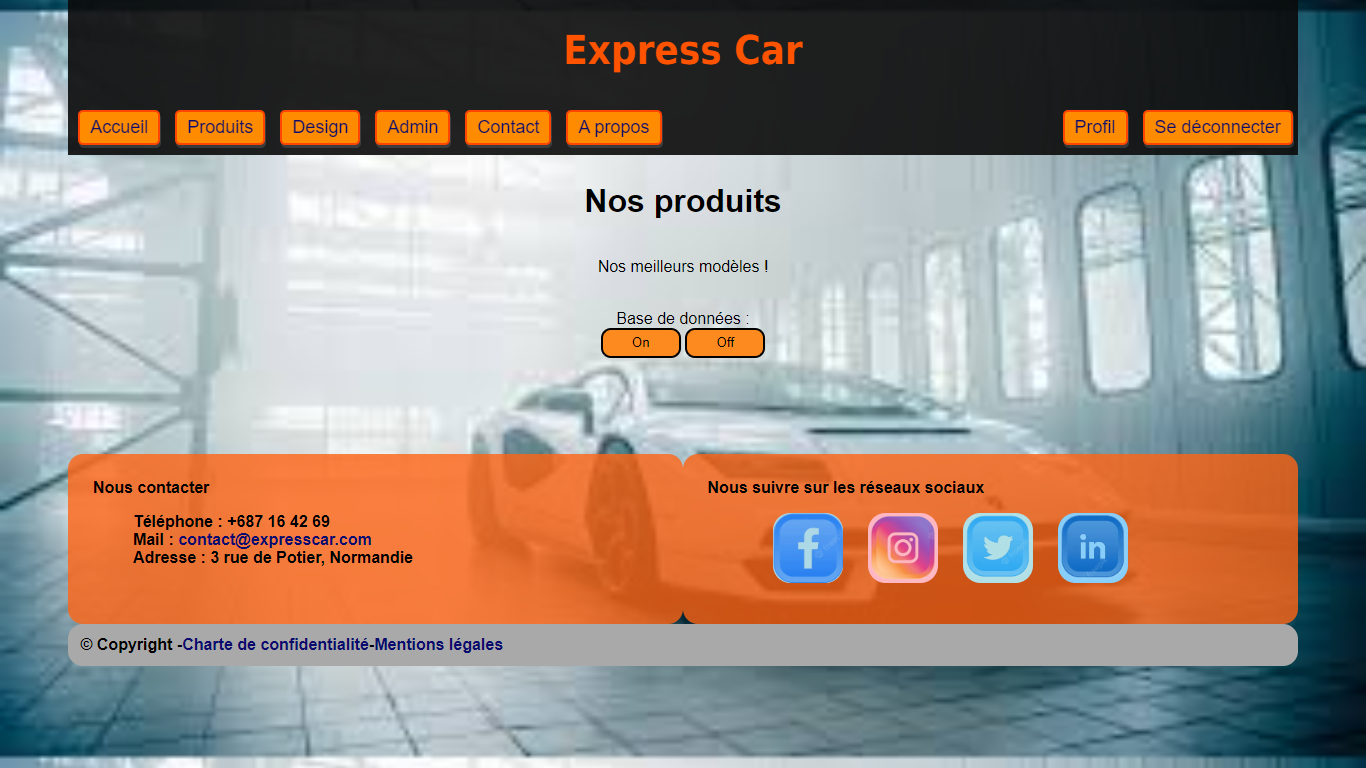 Express Car
Accueil Produits Design Admin Contact A propos Profil Se déconnecter
Nos produits
Nos meilleurs modèles !
Base de données :
On Off
Nous contacter
Téléphone : +687 16 42 69
Mail : contact@expresscar.com
Adresse : 3 rue de Potier, Normandie
Nous suivre sur les réseaux sociaux
f in
© Copyright -Charte de confidentialité-Mentions légales